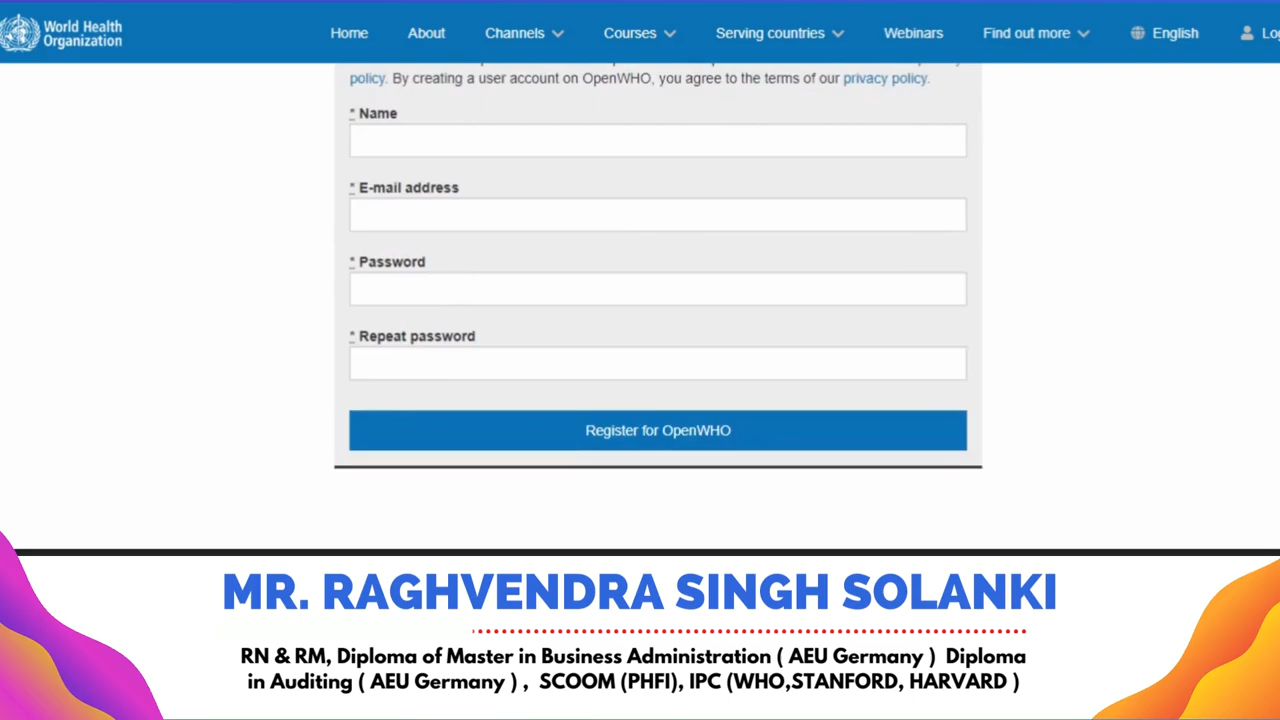 World Health
Organization
Home About Channels Courses Serving countries Webinars Find out more English
policy. By creating a user account on OpenWHO, you agree to the terms of our privacy policy.
* Name
* E-mail address
* Password
* Repeat password
Register for OpenWHO
MR. RAGHVENDRA SINGH SOLANKI
RN & RM, Diploma of Master in Business Administration ( AEU Germany ) Diploma
in Auditing ( AEU Germany ) , SCOOM (PHFI), IPC (WHO,STANFORD, HARVARD )